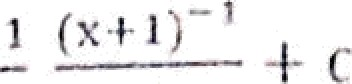 1 (x+1)⁻¹ + c